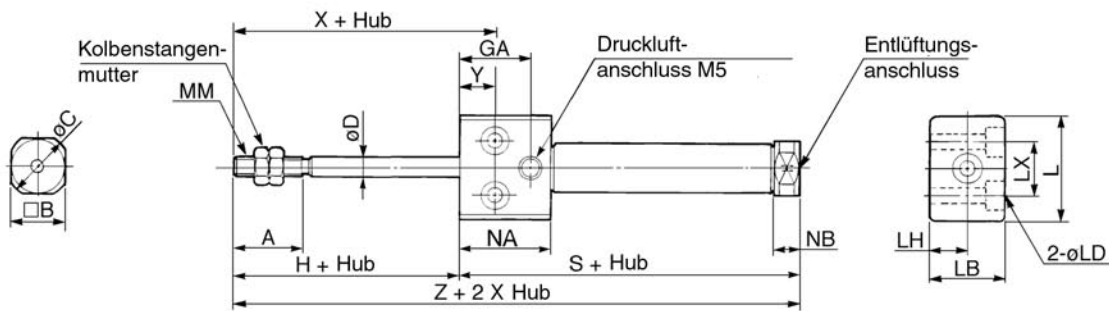 X + Hub
Kolbenstangen-
mutter
GA
Druckluft-
anschluss M5
Entlüftungs-
anschluss
Y
MM
øD
øC
□B
A
NA
NB
H + Hub
S + Hub
Z + 2 X Hub
LX
L
LH
LB
2-øLD